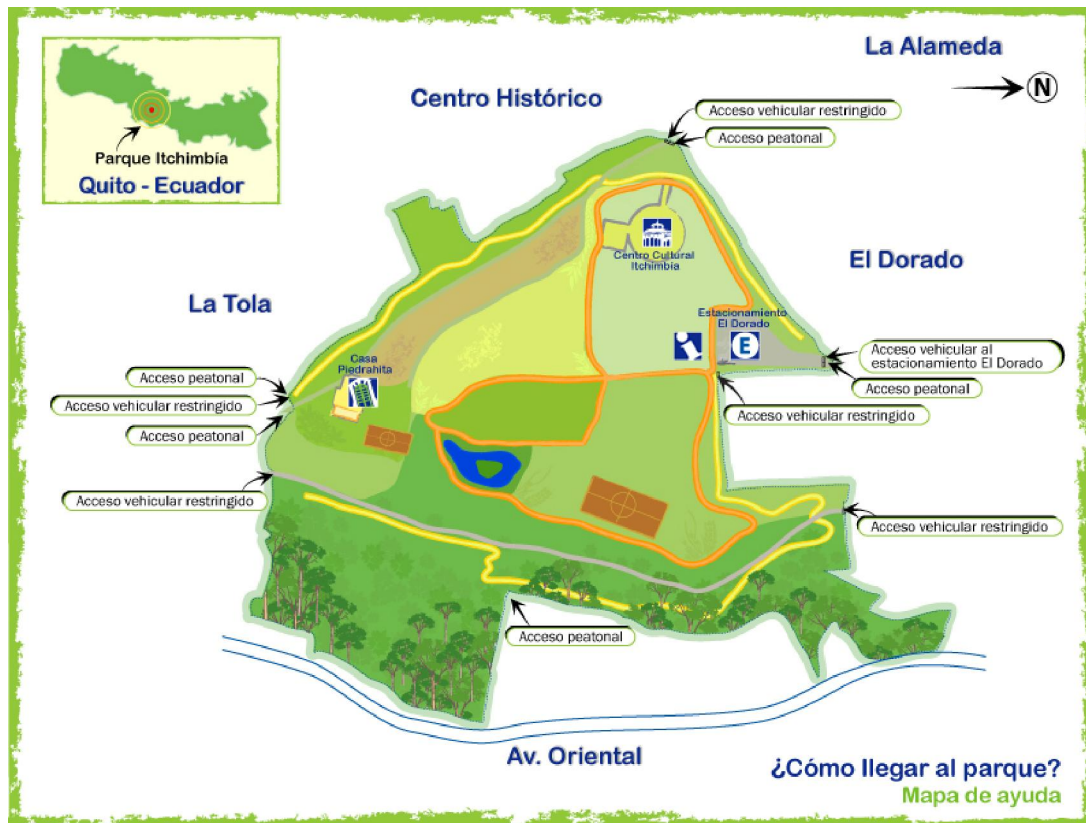 La Alameda
N
Centro Histórico
Acceso vehicular restringido
Acceso peatonal
Parque Itchimbía
Quito - Ecuador
Centro Cultural
Itchimbía
El Dorado
La Tola
Estacionamiento
El Dorado
i
E
Acceso vehicular al
estacionamiento El Dorado
Acceso peatonal
Casa
Piedrahita
Acceso peatonal
Acceso vehicular restringido
Acceso peatonal
Acceso vehicular restringido
Acceso vehicular restringido
Acceso vehicular restringido
Acceso peatonal
Av. Oriental
¿Cómo llegar al parque?
Mapa de ayuda